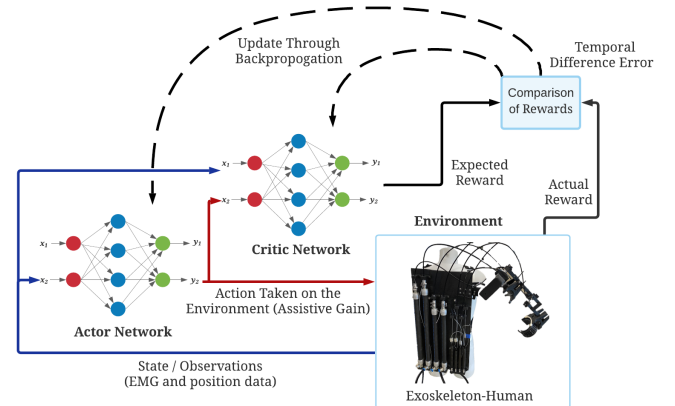 Update Through
Backpropogation
Temporal
Difference Error
Comparison
of Rewards
x₁
y₁
x₂
y₂
Expected
Reward
Actual
Reward
Critic Network
Environment
x₁
y₁
x₂
y₂
Action Taken on the
Environment (Assistive Gain)
Actor Network
State / Observations
(EMG and position data)
Exoskeleton-Human